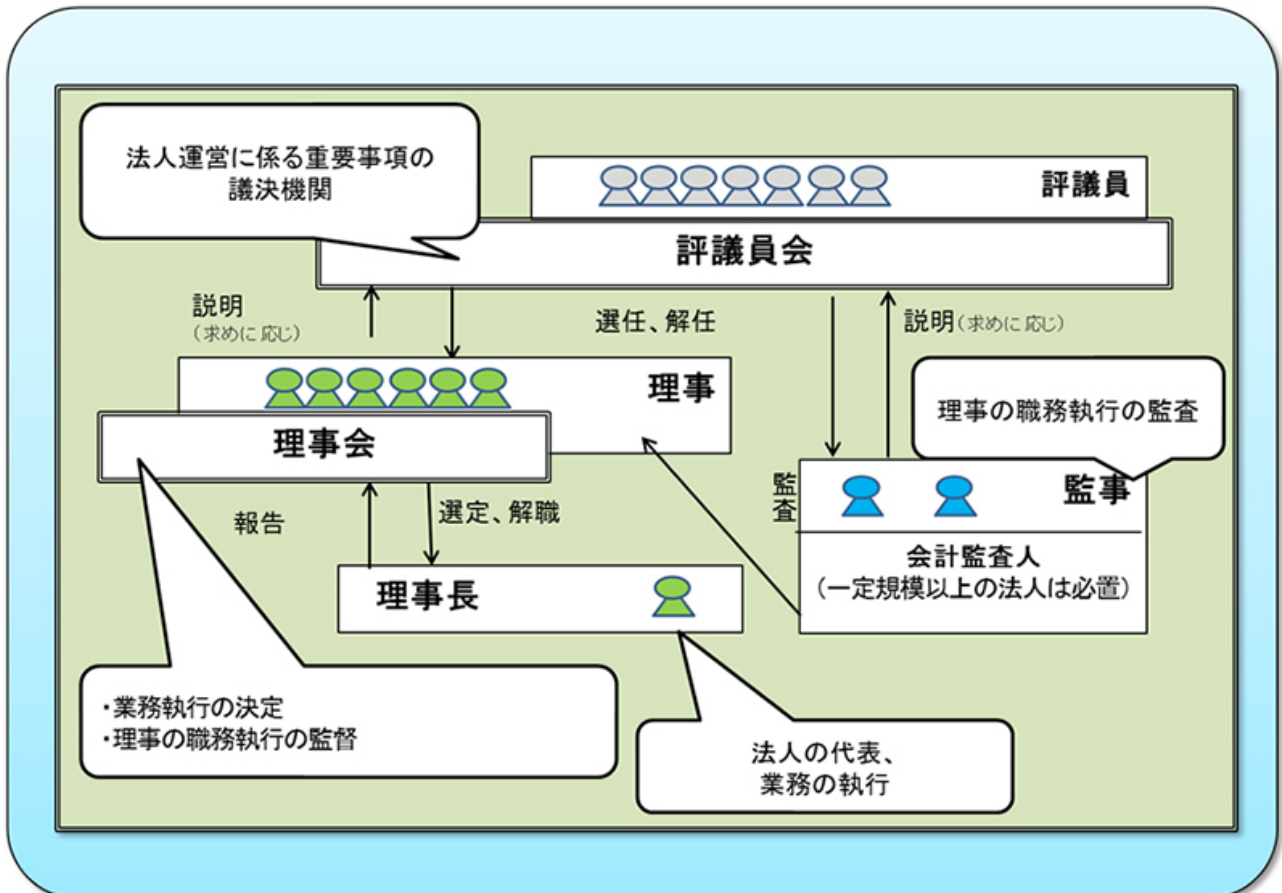 法人運営に係る重要事項の
議決機関
評議員
評議員会
説明
(求めに応じ)
選任、解任
説明(求めに応じ)
理事
理事会
理事の職務執行の監査
監査
監事
会計監査人
(一定規模以上の法人は必置)
報告
選定、解職
理事長
・業務執行の決定
・理事の職務執行の監督
法人の代表、
業務の執行